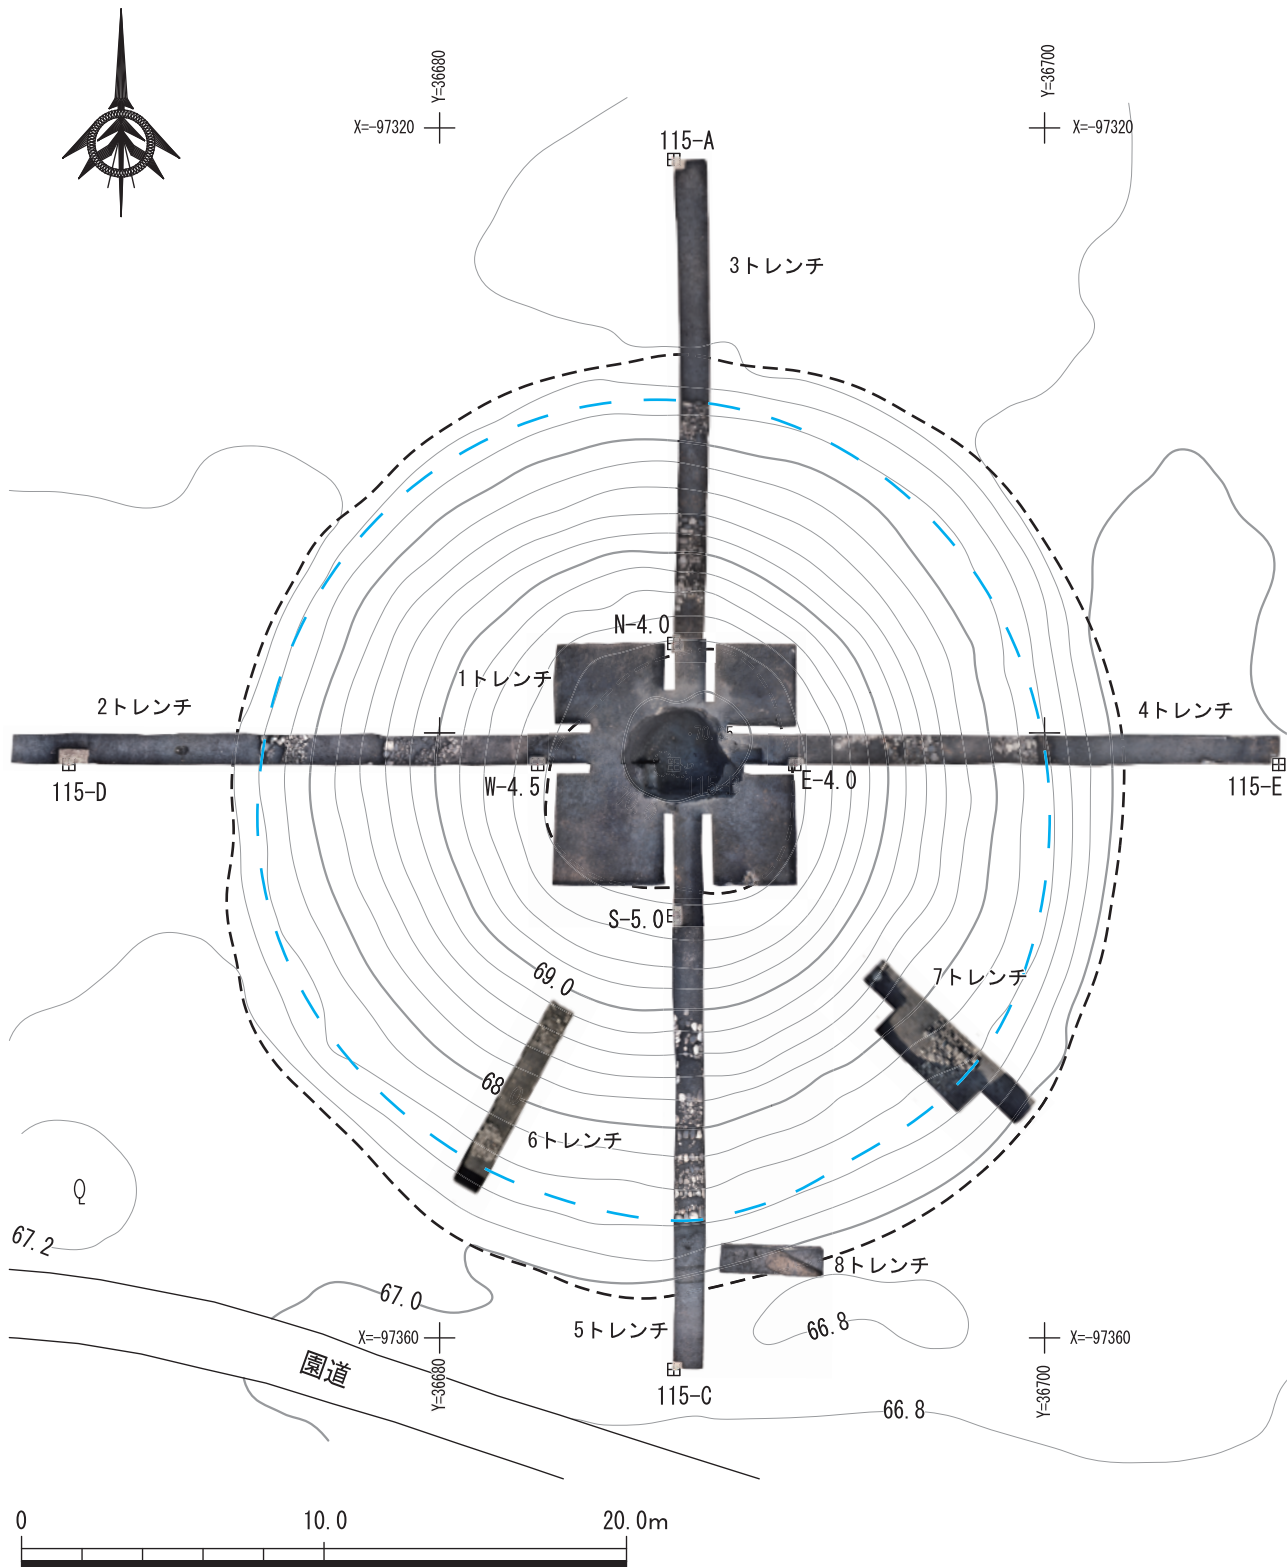 Y=36680
Y=36700
X=-97320
X=-97320
115-A
3トレンチ
N-4.0
1トレンチ
2トレンチ
4トレンチ
115-D
W-4.5
E-4.0
115-E
S-5.0
69.0
7トレンチ
68
6トレンチ
Q
67.2
67.0
8トレンチ
66.8
5トレンチ
X=-97360
X=-97360
園道
Y=36680
Y=36700
115-C
66.8
0
10.0
20.0m